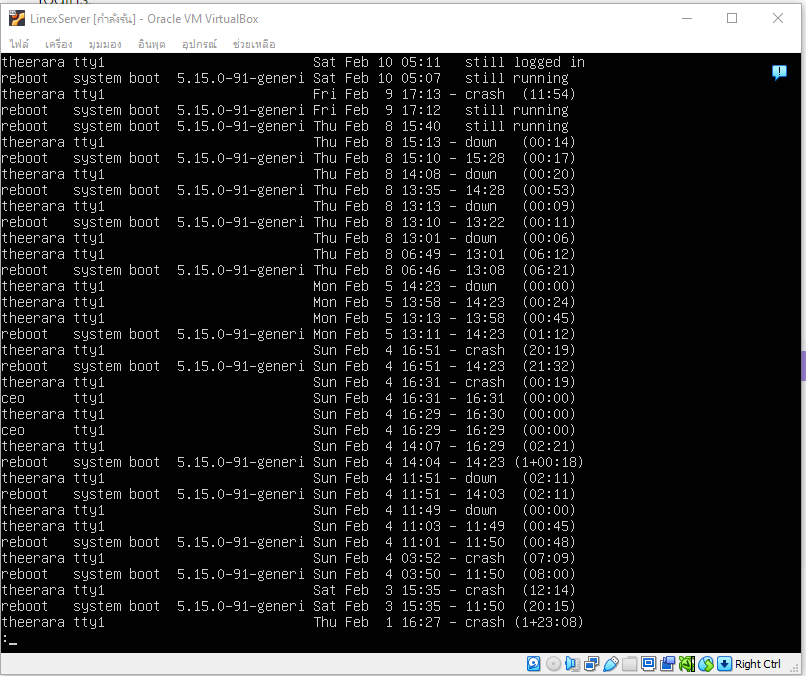 LinexServer [กำลังรัน] - Oracle VM VirtualBox
ไฟล์ เครื่อง มุมมอง อินพุต อุปกรณ์ ช่วยเหลือ
theerara tty1                          Sat Feb 10 05:11   still logged in
reboot   system boot  5.15.0-91-generi Sat Feb 10 05:07   still running
theerara tty1                          Fri Feb  9 17:13 - crash  (11:54)
reboot   system boot  5.15.0-91-generi Fri Feb  9 17:12   still running
reboot   system boot  5.15.0-91-generi Thu Feb  8 15:40   still running
theerara tty1                          Thu Feb  8 15:13 - down   (00:14)
reboot   system boot  5.15.0-91-generi Thu Feb  8 15:10 - 15:28  (00:17)
theerara tty1                          Thu Feb  8 14:08 - down   (00:20)
reboot   system boot  5.15.0-91-generi Thu Feb  8 13:35 - 14:28  (00:53)
theerara tty1                          Thu Feb  8 13:13 - down   (00:09)
reboot   system boot  5.15.0-91-generi Thu Feb  8 13:10 - 13:22  (00:11)
theerara tty1                          Thu Feb  8 13:01 - down   (00:06)
theerara tty1                          Thu Feb  8 06:49 - 13:01  (06:12)
reboot   system boot  5.15.0-91-generi Thu Feb  8 06:46 - 13:08  (06:21)
theerara tty1                          Mon Feb  5 14:23 - down   (00:00)
theerara tty1                          Mon Feb  5 13:58 - 14:23  (00:24)
theerara tty1                          Mon Feb  5 13:13 - 13:58  (00:45)
reboot   system boot  5.15.0-91-generi Mon Feb  5 13:11 - 14:23  (01:12)
theerara tty1                          Sun Feb  4 16:51 - crash  (20:19)
reboot   system boot  5.15.0-91-generi Sun Feb  4 16:51 - 14:23  (21:32)
theerara tty1                          Sun Feb  4 16:31 - crash  (00:19)
ceo      tty1                          Sun Feb  4 16:31 - 16:31  (00:00)
theerara tty1                          Sun Feb  4 16:29 - 16:30  (00:00)
ceo      tty1                          Sun Feb  4 16:29 - 16:29  (00:00)
theerara tty1                          Sun Feb  4 14:07 - 16:29  (02:21)
reboot   system boot  5.15.0-91-generi Sun Feb  4 14:04 - 14:23 (1+00:18)
theerara tty1                          Sun Feb  4 11:51 - down   (02:11)
reboot   system boot  5.15.0-91-generi Sun Feb  4 11:51 - 14:03  (02:11)
theerara tty1                          Sun Feb  4 11:49 - down   (00:00)
theerara tty1                          Sun Feb  4 11:03 - 11:49  (00:45)
reboot   system boot  5.15.0-91-generi Sun Feb  4 11:01 - 11:50  (00:48)
theerara tty1                          Sun Feb  4 03:52 - crash  (07:09)
reboot   system boot  5.15.0-91-generi Sun Feb  4 03:50 - 11:50  (08:00)
theerara tty1                          Sat Feb  3 15:35 - crash  (12:14)
reboot   system boot  5.15.0-91-generi Sat Feb  3 15:35 - 11:50  (20:15)
theerara tty1                          Thu Feb  1 16:27 - crash (1+23:08)
:_
Right Ctrl